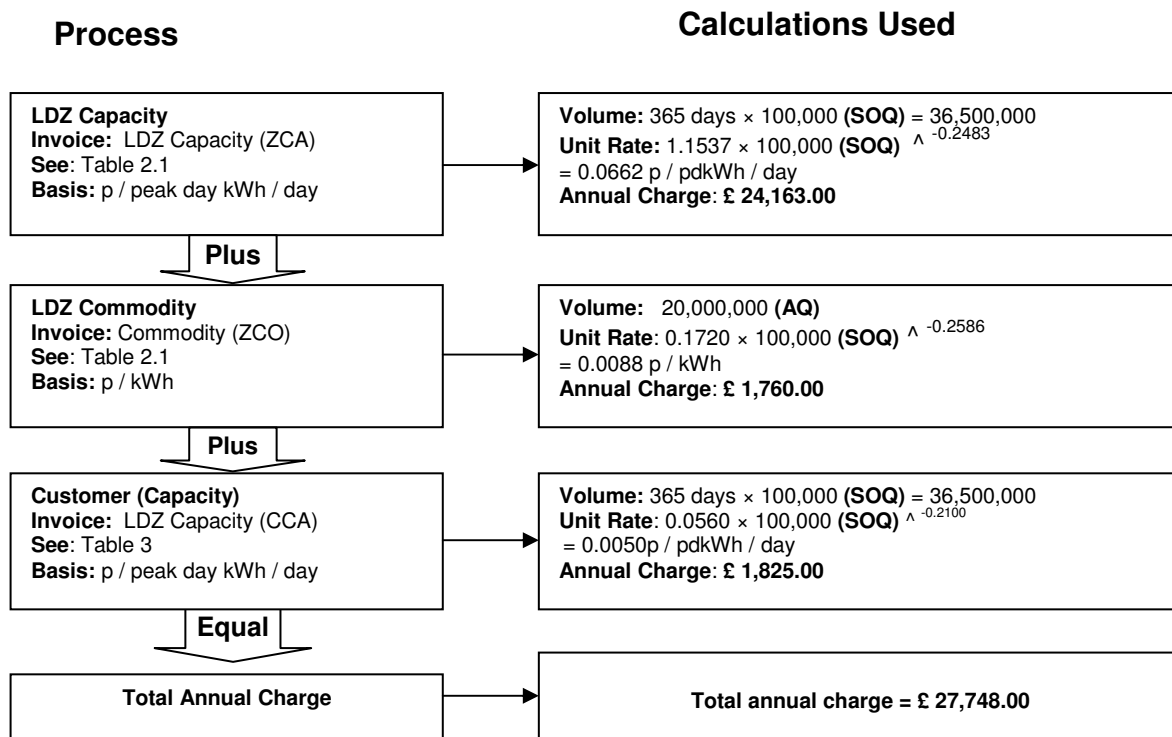 Process
Calculations Used
LDZ Capacity
Invoice: LDZ Capacity (ZCA)
See: Table 2.1
Basis: p / peak day kWh / day
Volume: 365 days × 100,000 (SOQ) = 36,500,000
Unit Rate: 1.1537 × 100,000 (SOQ) ^ -0.2483
= 0.0662 p / pdkWh / day
Annual Charge: £ 24,163.00
Plus
LDZ Commodity
Invoice: Commodity (ZCO)
See: Table 2.1
Basis: p / kWh
Volume: 20,000,000 (AQ)
Unit Rate: 0.1720 × 100,000 (SOQ) ^ -0.2586
= 0.0088 p / kWh
Annual Charge: £ 1,760.00
Plus
Customer (Capacity)
Invoice: LDZ Capacity (CCA)
See: Table 3
Basis: p / peak day kWh / day
Volume: 365 days × 100,000 (SOQ) = 36,500,000
Unit Rate: 0.0560 × 100,000 (SOQ) ^ -0.2100
= 0.0050p / pdkWh / day
Annual Charge: £ 1,825.00
Equal
Total Annual Charge
Total annual charge = £ 27,748.00